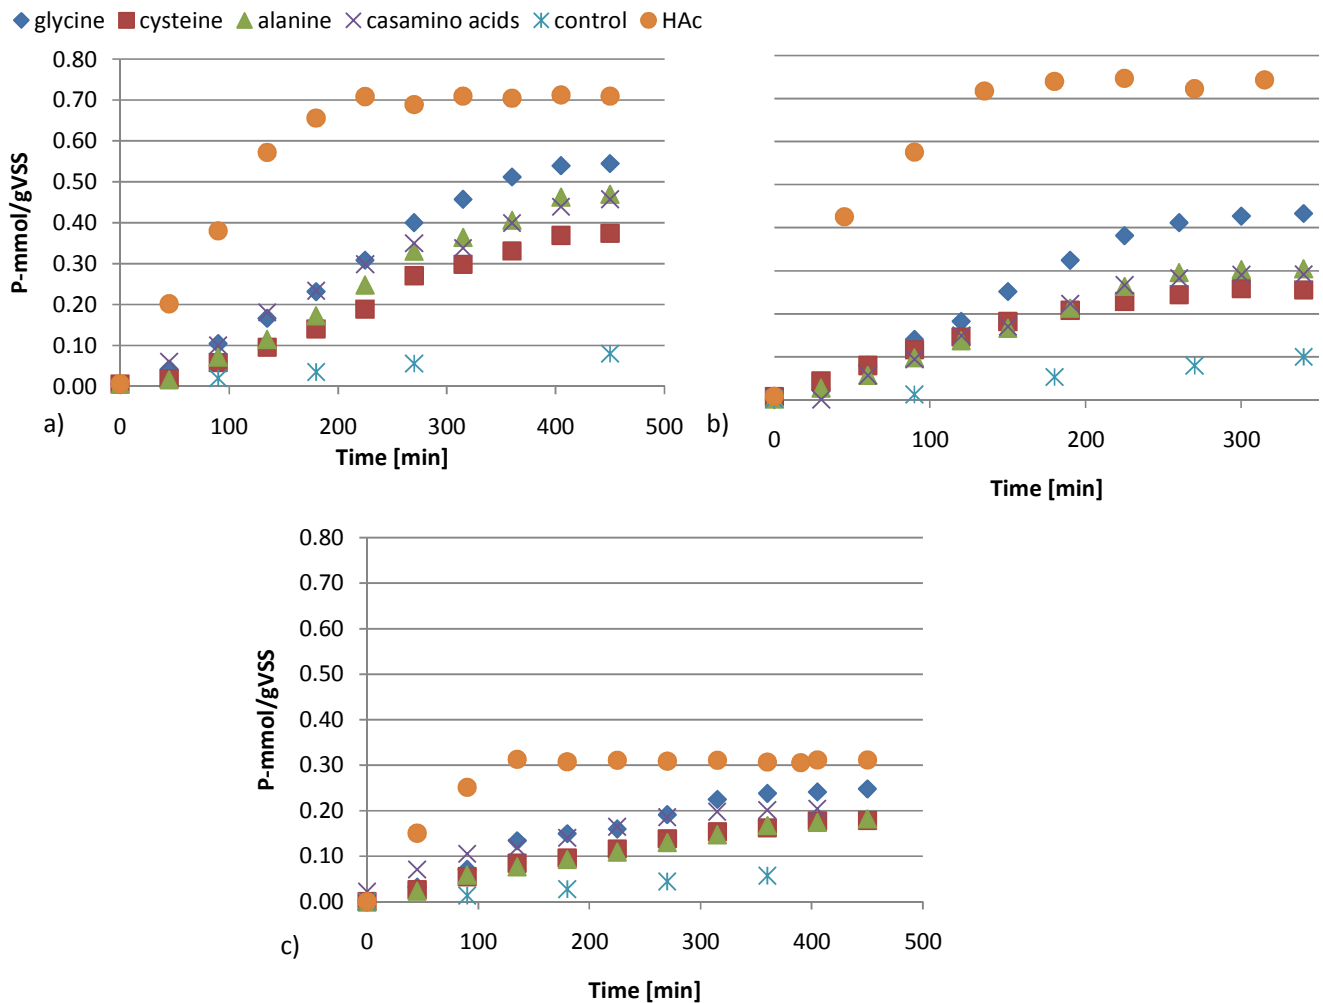 glycine cysteine alanine casamino acids control HAc
0.80
0.70
0.60
0.50
0.40
0.30
0.20
0.10
0.00
P-mmol/gVSS
0 100 200 300 400 500
Time [min]
a)
0 100 200 300
Time [min]
b)
0.80
0.70
0.60
0.50
0.40
0.30
0.20
0.10
0.00
P-mmol/gVSS
0 100 200 300 400 500
Time [min]
c)